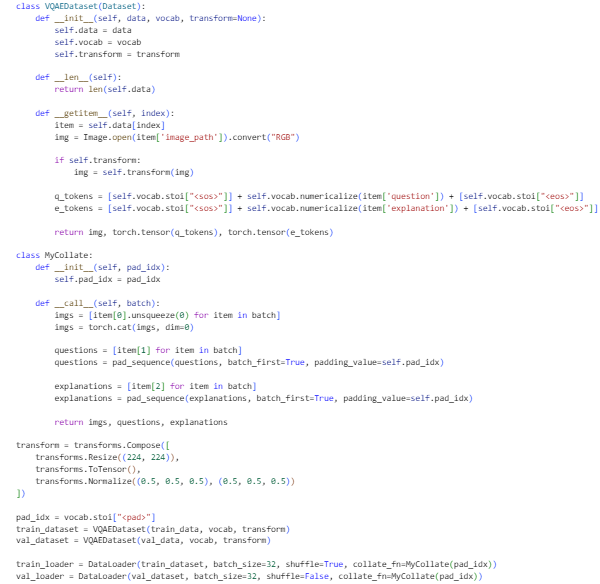 class VQAEDataset(Dataset):
    def __init__(self, data, vocab, transform=None):
        self.data = data
        self.vocab = vocab
        self.transform = transform

    def __len__(self):
        return len(self.data)

    def __getitem__(self, index):
        item = self.data[index]
        img = Image.open(item['image_path']).convert("RGB")

        if self.transform:
            img = self.transform(img)

        q_tokens = [self.vocab.stoi["<sos>"]] + self.vocab.numericalize(item['question']) + [self.vocab.stoi["<eos>"]]
        e_tokens = [self.vocab.stoi["<sos>"]] + self.vocab.numericalize(item['explanation']) + [self.vocab.stoi["<eos>"]]

        return img, torch.tensor(q_tokens), torch.tensor(e_tokens)

class MyCollate:
    def __init__(self, pad_idx):
        self.pad_idx = pad_idx

    def __call__(self, batch):
        imgs = [item[0].unsqueeze(0) for item in batch]
        imgs = torch.cat(imgs, dim=0)

        questions = [item[1] for item in batch]
        questions = pad_sequence(questions, batch_first=True, padding_value=self.pad_idx)

        explanations = [item[2] for item in batch]
        explanations = pad_sequence(explanations, batch_first=True, padding_value=self.pad_idx)

        return imgs, questions, explanations

transform = transforms.Compose([
    transforms.Resize((224, 224)),
    transforms.ToTensor(),
    transforms.Normalize((0.5, 0.5, 0.5), (0.5, 0.5, 0.5))
])

pad_idx = vocab.stoi["<pad>"]
train_dataset = VQAEDataset(train_data, vocab, transform)
val_dataset = VQAEDataset(val_data, vocab, transform)

train_loader = DataLoader(train_dataset, batch_size=32, shuffle=True, collate_fn=MyCollate(pad_idx))
val_loader = DataLoader(val_dataset, batch_size=32, shuffle=False, collate_fn=MyCollate(pad_idx))